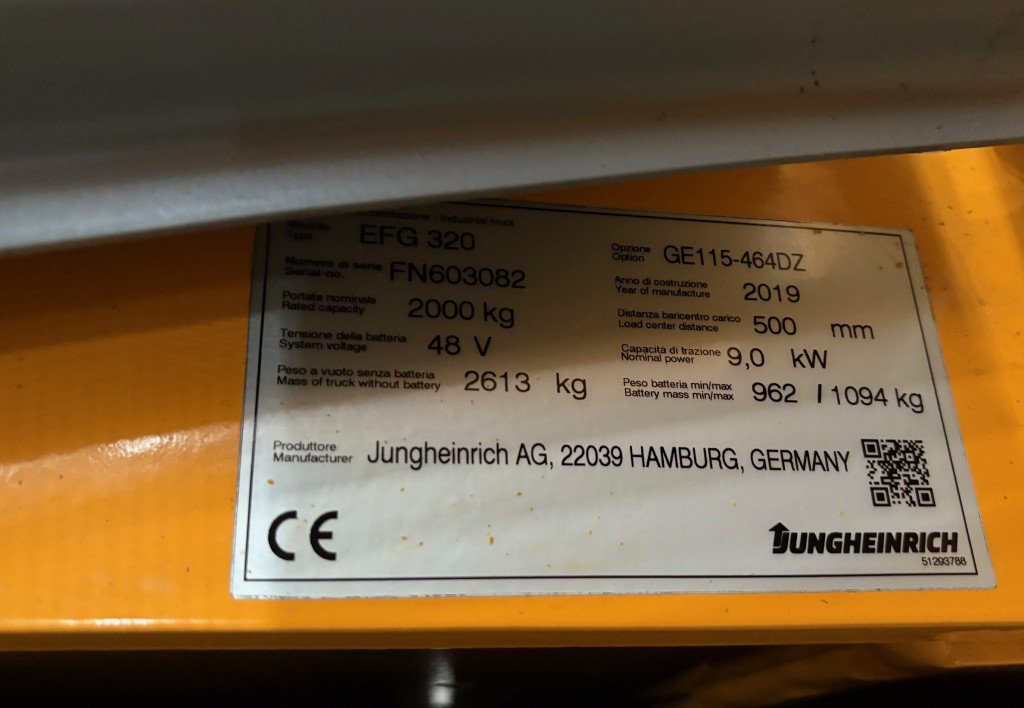 Industrial truck
Modello
Type EFG 320
Opzione
Option GE115-464DZ
Numero di serie
Serial-no. FN603082
Anno di costruzione
Year of manufacture 2019
Portata nominale
Rated capacity 2000 kg
Distanza baricentro carico
Load center distance 500 mm
Tensione della batteria
System voltage 48 V
Capacità di trazione
Nominal power 9,0 kW
Peso a vuoto senza batteria
Mass of truck without battery 2613 kg
Peso batteria min/max
Battery mass min/max 962 / 1094 kg
Produttore
Manufacturer Jungheinrich AG, 22039 HAMBURG, GERMANY
CE
JUNGHEINRICH
51293788